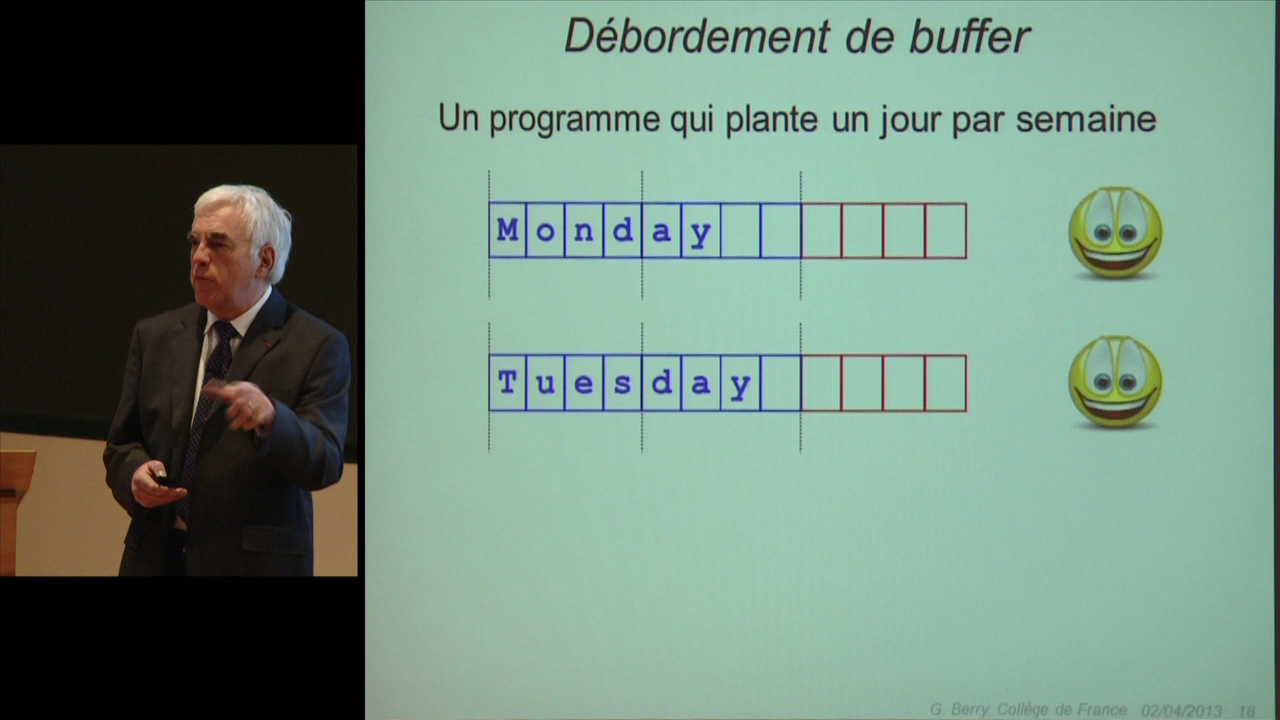 Débordement de buffer
Un programme qui plante un jour par semaine
Monday
Tuesday
G. Berry, Collège de France 02/04/2013 18